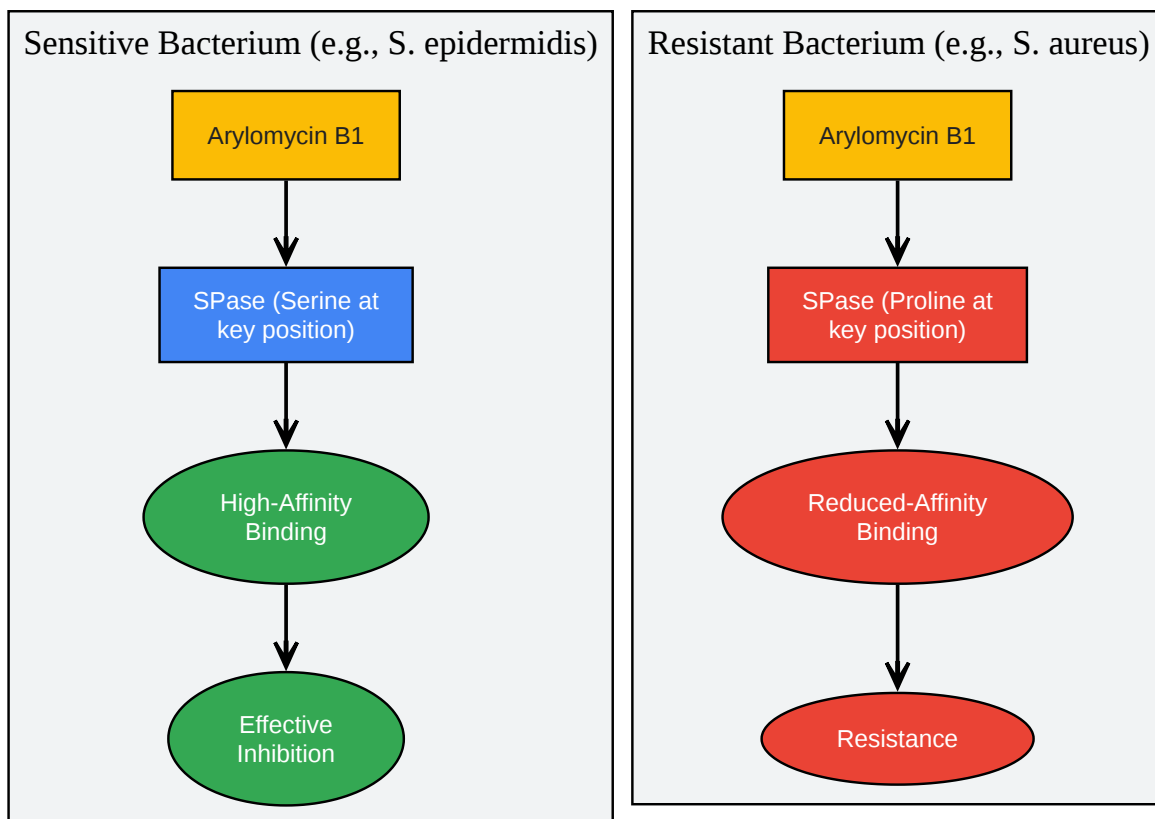 Sensitive Bacterium (e.g., S. epidermidis)
Arylomycin B1
SPase (Serine at
key position)
High-Affinity
Binding
Effective
Inhibition
Resistant Bacterium (e.g., S. aureus)
Arylomycin B1
SPase (Proline at
key position)
Reduced-Affinity
Binding
Resistance